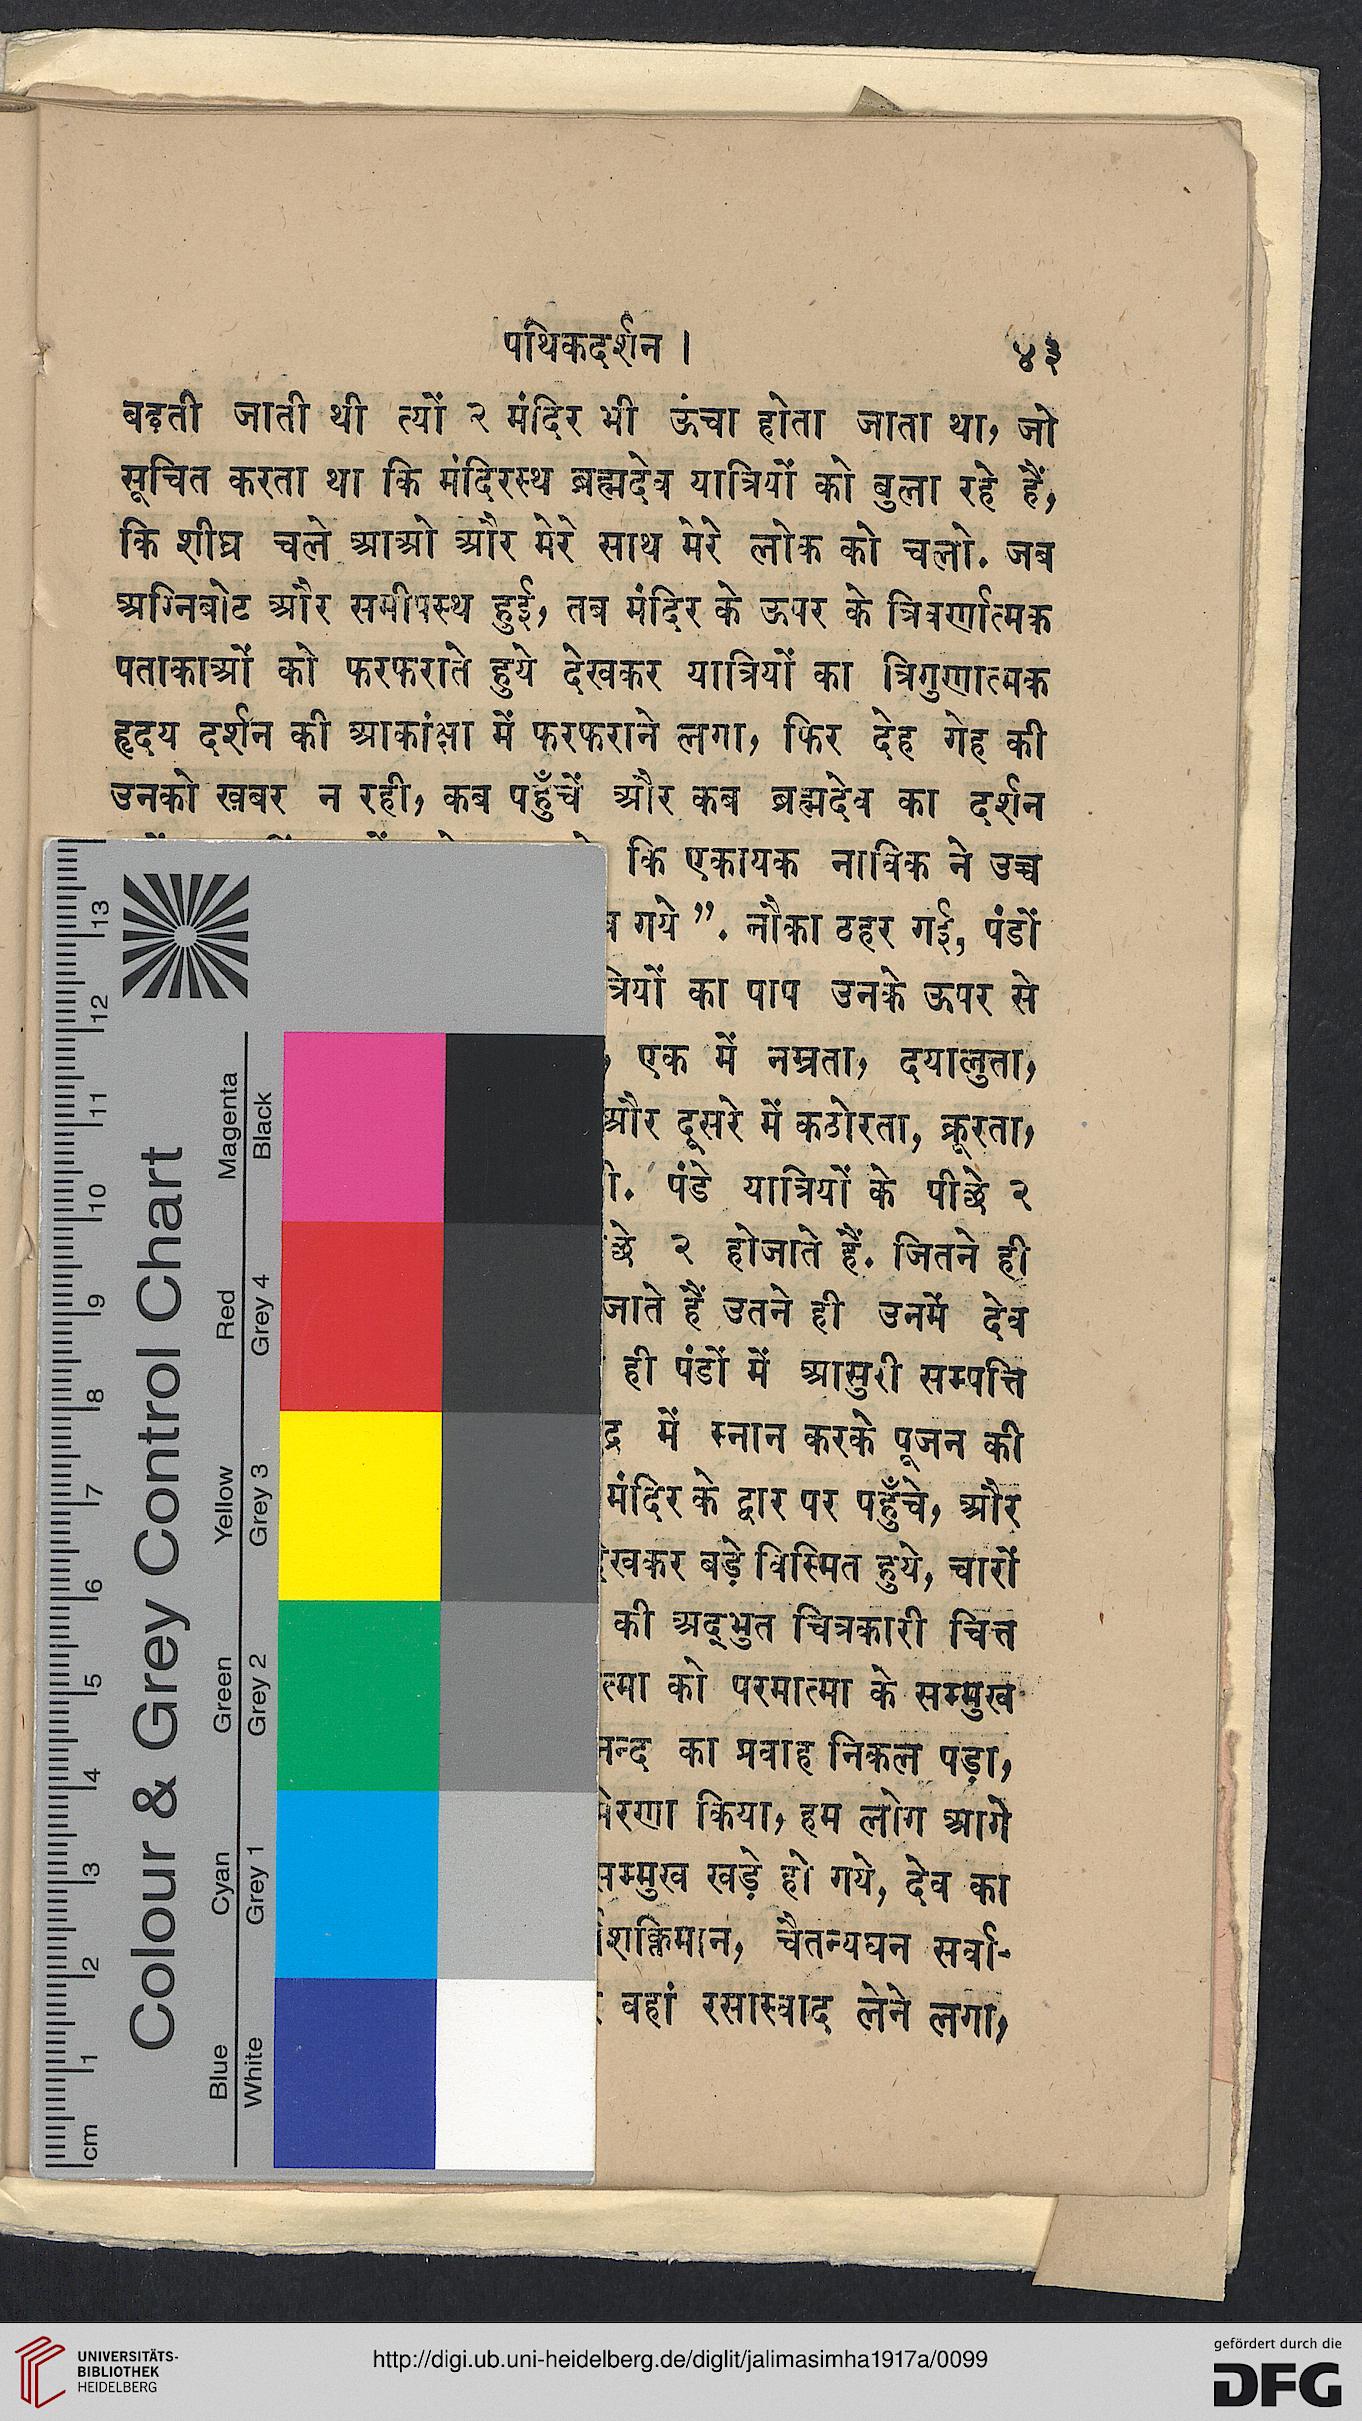 पथिकदर्शन । ४३
बढ़ती जाती थी त्यों २ मंदिर भी ऊंचा होता जाता था, जो
सूचित करता था कि मंदिरस्थ ब्रह्मदेव यात्रियों को बुला रहे हैं,
कि शीघ्र चले आओ और मेरे साथ मेरे लोक को चलो. जब
अग्निबोट और समीपस्थ हुई, तब मंदिर के ऊपर के त्रिवर्णात्मक
पताकाओं को फरफराते हुये देखकर यात्रियों का त्रिगुणात्मक
हृदय दर्शन की आकांक्षा में फरफराने लगा, फिर देह गेह की
उनको खबर न रही, कब पहुँचें और कब ब्रह्मदेव का दर्शन
कि एकायक नाविक ने उच्च
गये ”. नौका ठहर गई, पंडों
त्रियों का पाप उनके ऊपर से
, एक में नम्रता, दयालुता,
और दूसरे में कठोरता, क्रूरता,
पंडे यात्रियों के पीछे २
छे २ होजाते हैं. जितने ही
जाते हैं उतने ही उनमें देव
ही पंडों में आसुरी सम्पत्ति
द्र में स्नान करके पूजन की
मंदिर के द्वार पर पहुँचे, और
देखकर बड़े विस्मित हुये, चारों
की अद्भुत चित्रकारी चित्त
त्मा को परमात्मा के सम्मुख
नन्द का प्रवाह निकल पड़ा,
प्रेरणा किया, हम लोग आगे
सम्मुख खड़े हो गये, देव का
शक्तिमान, चैतन्यघन सर्वा-
वहां रसास्वाद लेने लगा,
Colour & Grey Control Chart
Blue Cyan Green Yellow Red Magenta
White Grey 1 Grey 2 Grey 3 Grey 4 Black
cm 1 2 3 4 5 6 7 8 9 10 11 12 13
UNIVERSITÄTS-
BIBLIOTHEK
HEIDELBERG
http://digi.ub.uni-heidelberg.de/diglit/jalimasimha1917a/0099
gefördert durch die
DFG